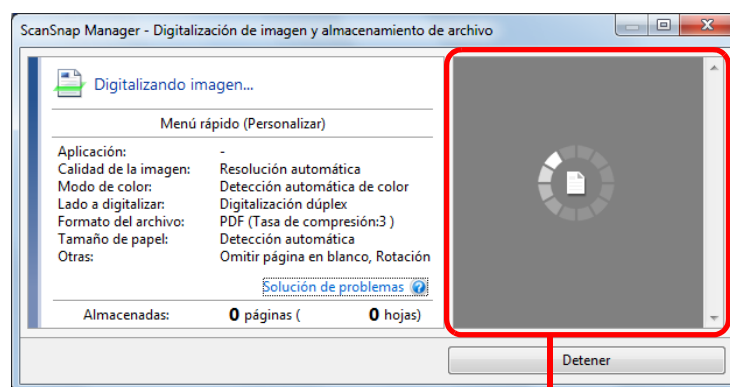 ScanSnap Manager - Digitalización de imagen y almacenamiento de archivo
Digitalizando imagen...
Menú rápido (Personalizar)
Aplicación: -
Calidad de la imagen: Resolución automática
Modo de color: Detección automática de color
Lado a digitalizar: Digitalización dúplex
Formato del archivo: PDF (Tasa de compresión:3 )
Tamaño de papel: Detección automática
Otras: Omitir página en blanco, Rotación
Solución de problemas ?
Almacenadas: 0 páginas ( 0 hojas)
Detener